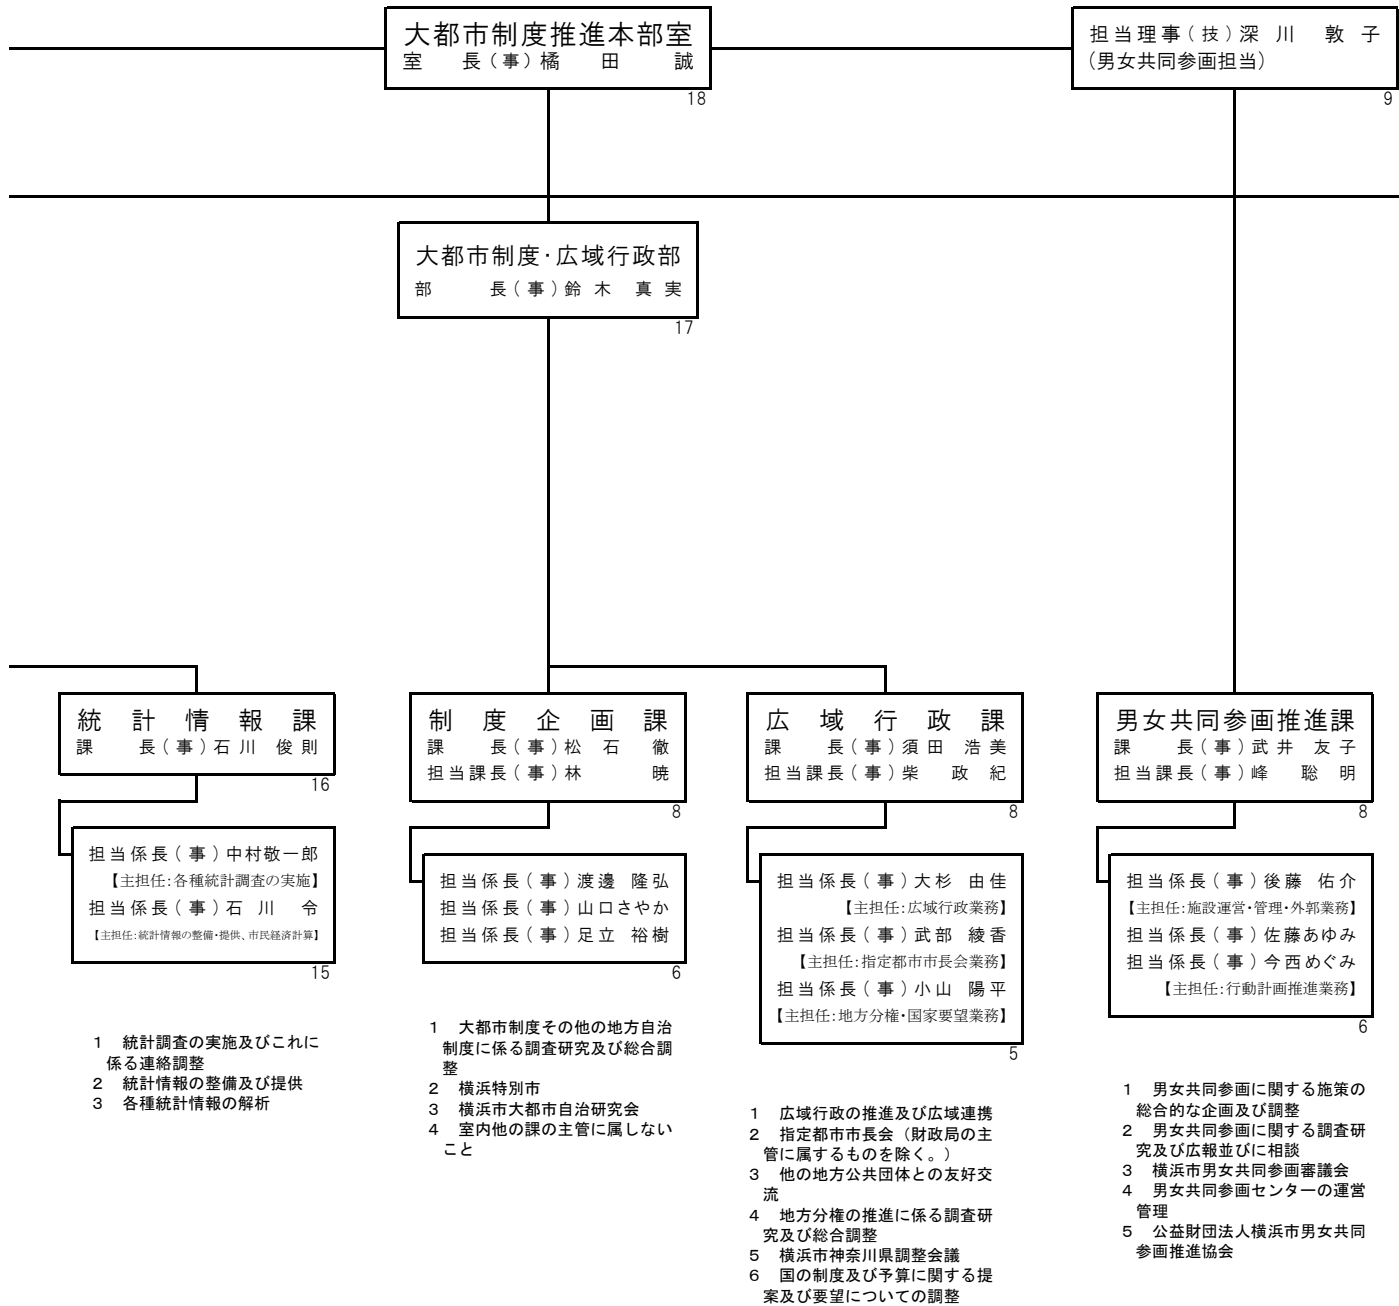 大都市制度推進本部室
室　長(事)橘　田　誠
18
担当理事(技)深川　敦子
(男女共同参画担当)
9
大都市制度・広域行政部
部　長(事)鈴木　真実
17
統計情報課
課　長(事)石川　俊則
16
担当係長(事)中村敬一郎
【主担任:各種統計調査の実施】
担当係長(事)石川　令
【主担任:統計情報の整備・提供、市民経済計算】
15
1　統計調査の実施及びこれに
係る連絡調整
2　統計情報の整備及び提供
3　各種統計情報の解析
制度企画課
課　長(事)松石　徹
担当課長(事)林　暁
8
担当係長(事)渡邊　隆弘
担当係長(事)山口さやか
担当係長(事)足立　裕樹
6
1　大都市制度その他の地方自治
制度に係る調査研究及び総合調
整
2　横浜特別市
3　横浜市大都市自治研究会
4　室内他の課の主管に属しない
こと
広域行政課
課　長(事)須田　浩美
担当課長(事)柴　政紀
8
担当係長(事)大杉　由佳
【主担任:広域行政業務】
担当係長(事)武部　綾香
【主担任:指定都市市長会業務】
担当係長(事)小山　陽平
【主担任:地方分権・国家要望業務】
5
1　広域行政の推進及び広域連携
2　指定都市市長会（財政局の主
管に属するものを除く。）
3　他の地方公共団体との友好交
流
4　地方分権の推進に係る調査研
究及び総合調整
5　横浜市神奈川県調整会議
6　国の制度及び予算に関する提
案及び要望についての調整
男女共同参画推進課
課　長(事)武井　友子
担当課長(事)峰　聡明
8
担当係長(事)後藤　佑介
【主担任:施設運営・管理・外郭業務】
担当係長(事)佐藤あゆみ
担当係長(事)今西めぐみ
【主担任:行動計画推進業務】
6
1　男女共同参画に関する施策の
総合的な企画及び調整
2　男女共同参画に関する調査研
究及び広報並びに相談
3　横浜市男女共同参画審議会
4　男女共同参画センターの運営
管理
5　公益財団法人横浜市男女共同
参画推進協会